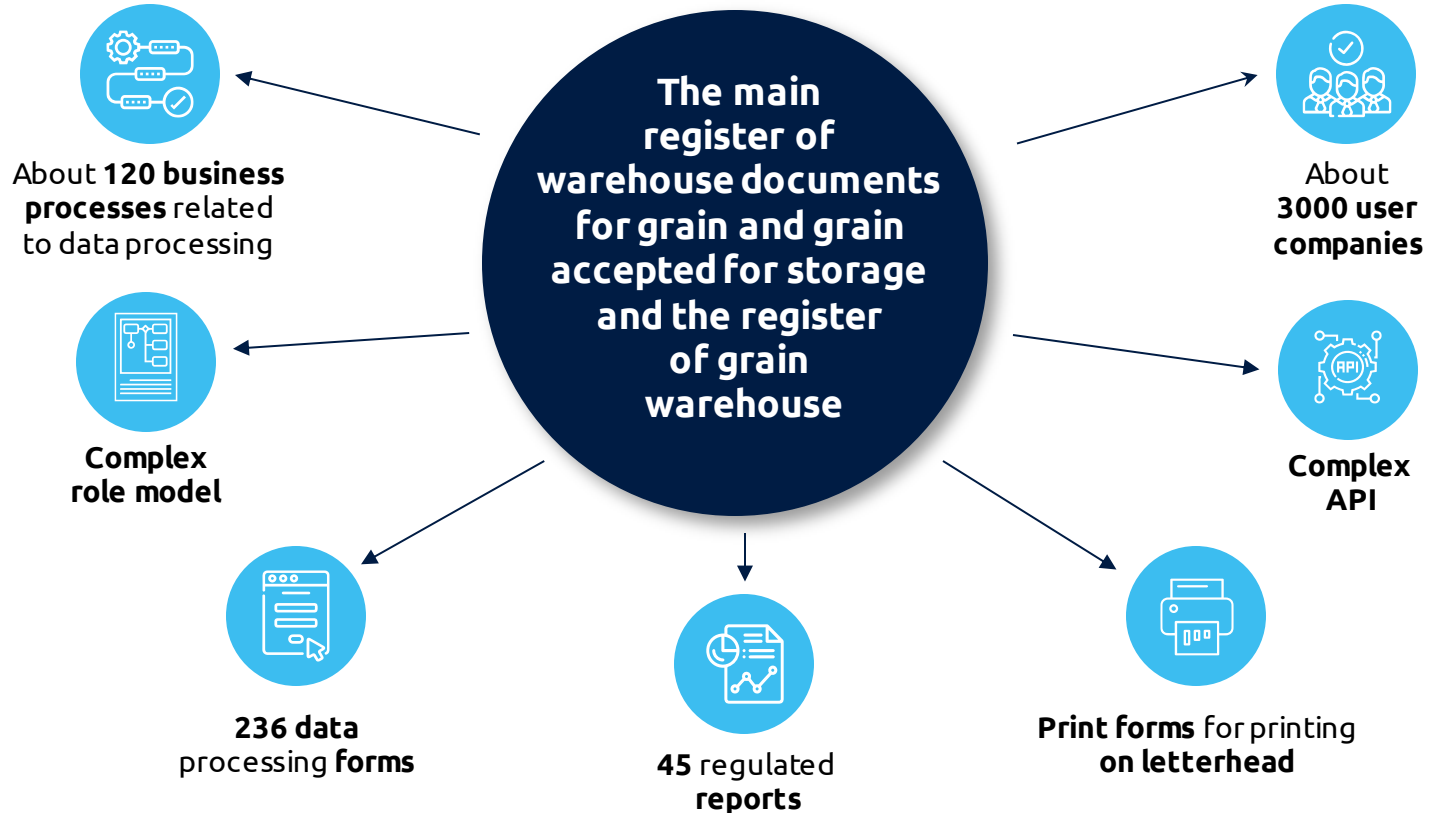 The main
register of
warehouse documents
for grain and grain
accepted for storage
and the register
of grain
warehouse
About 120 business
processes related
to data processing
Complex
role model
236 data
processing forms
45 regulated
reports
Print forms for printing
on letterhead
API
Complex
API
About
3000 user
companies